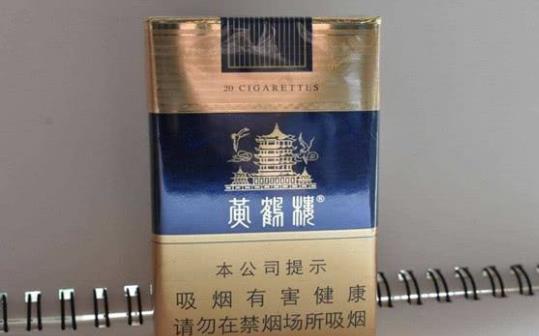 20 CIGARETTES
黄鹤楼®
本公司提示
吸烟有害健康
请勿在禁烟场所吸烟